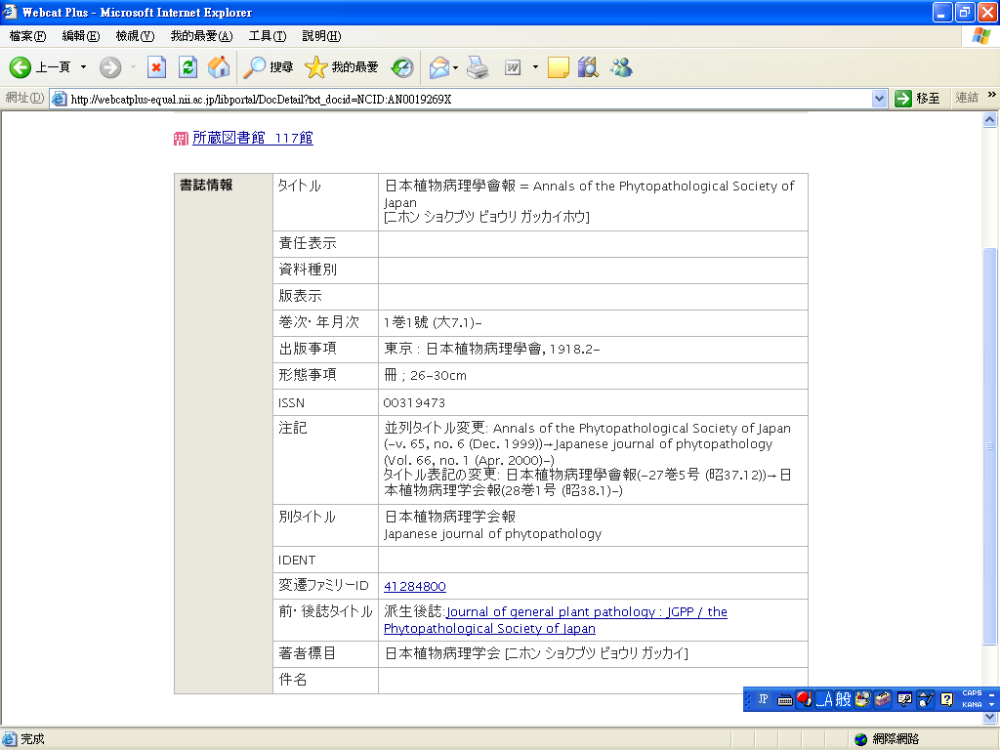 Webcat Plus - Microsoft Internet Explorer
檔案(F) 編輯(E) 檢視(V) 我的最愛(A) 工具(T) 說明(H)
上一頁 搜尋 我的最愛
網址(D) http://webcatplus-equal.nii.ac.jp/libportal/DocDetail?txt_docid=NCID:AN0019269X 移至 連結 »
所蔵図書館 117館
書誌情報
タイトル 日本植物病理學會報 = Annals of the Phytopathological Society of
Japan
[ニホン ショクブツ ビョウリ ガッカイホウ]
責任表示
資料種別
版表示
巻次・年月次 1巻1號 (大7.1)-
出版事項 東京 : 日本植物病理學會, 1918.2-
形態事項 冊 ; 26-30cm
ISSN 00319473
注記 並列タイトル変更: Annals of the Phytopathological Society of Japan
(-v. 65, no. 6 (Dec. 1999))→Japanese journal of phytopathology
(Vol. 66, no. 1 (Apr. 2000)-)
タイトル表記の変更: 日本植物病理學會報(-27巻5号 (昭37.12))→日
本植物病理学会報(28巻1号 (昭38.1)-)
別タイトル 日本植物病理学会報
Japanese journal of phytopathology
IDENT
変遷ファミリーID 41284800
前・後誌タイトル 派生後誌:Journal of general plant pathology : JGPP / the
Phytopathological Society of Japan
著者標目 日本植物病理学会 [ニホン ショクブツ ビョウリ ガッカイ]
件名
JP _A 般 CAPS
KANA
完成 網際網路